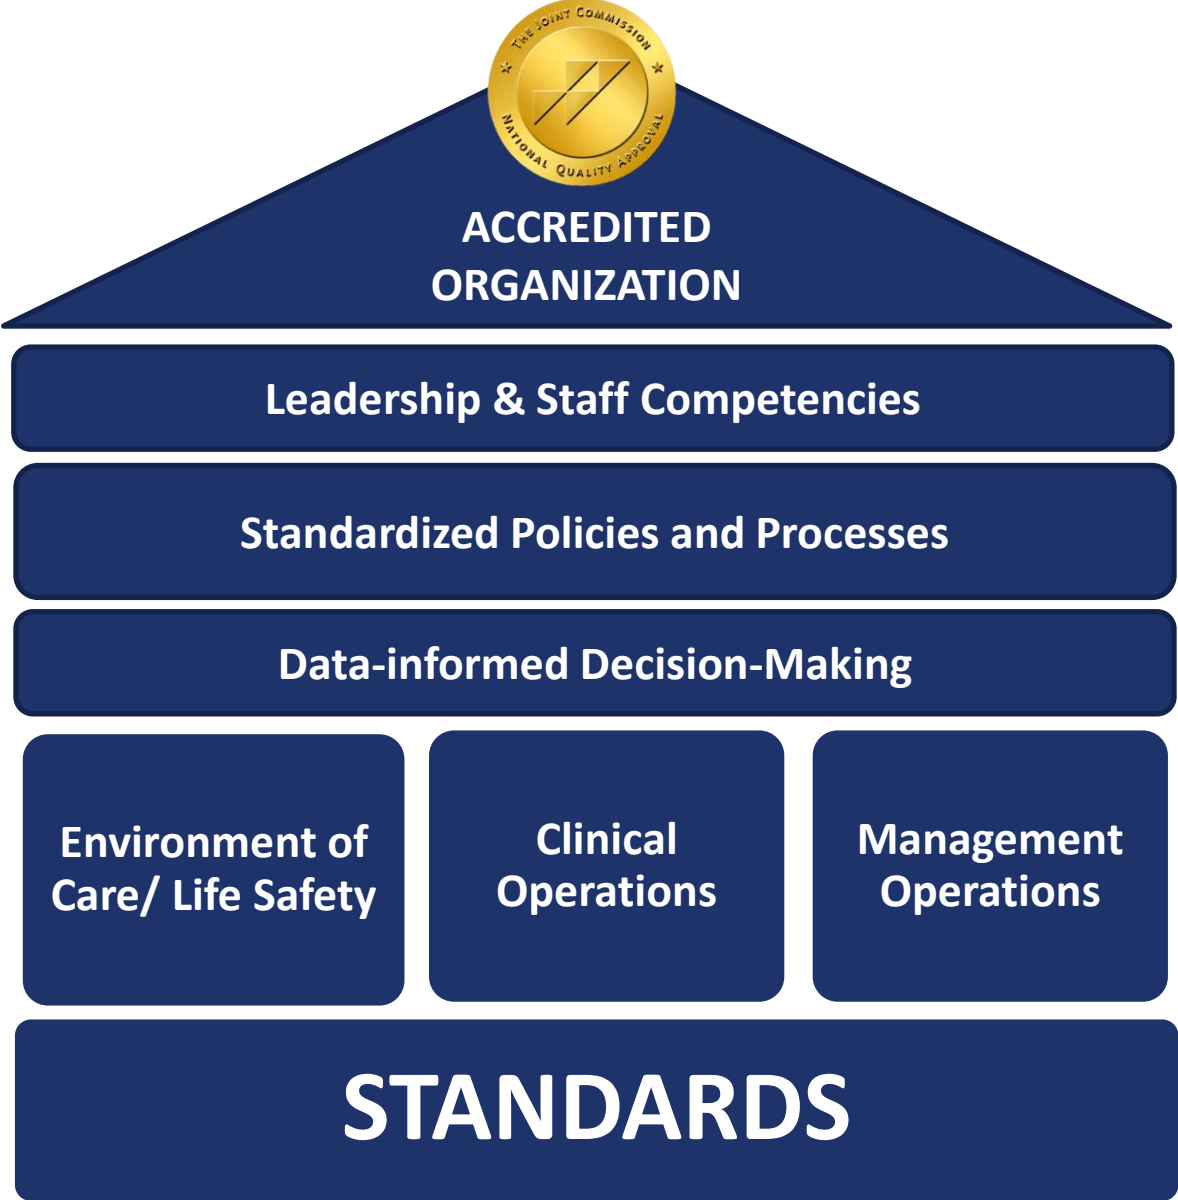 THE JOINT COMMISSION
NATIONAL QUALITY APPROVAL
ACCREDITED
ORGANIZATION
Leadership & Staff Competencies
Standardized Policies and Processes
Data-informed Decision-Making
Environment of
Care/ Life Safety
Clinical
Operations
Management
Operations
STANDARDS